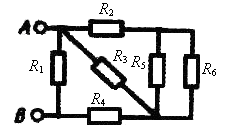 A R₂
R₁ R₃ R₅ R₆
B R₄